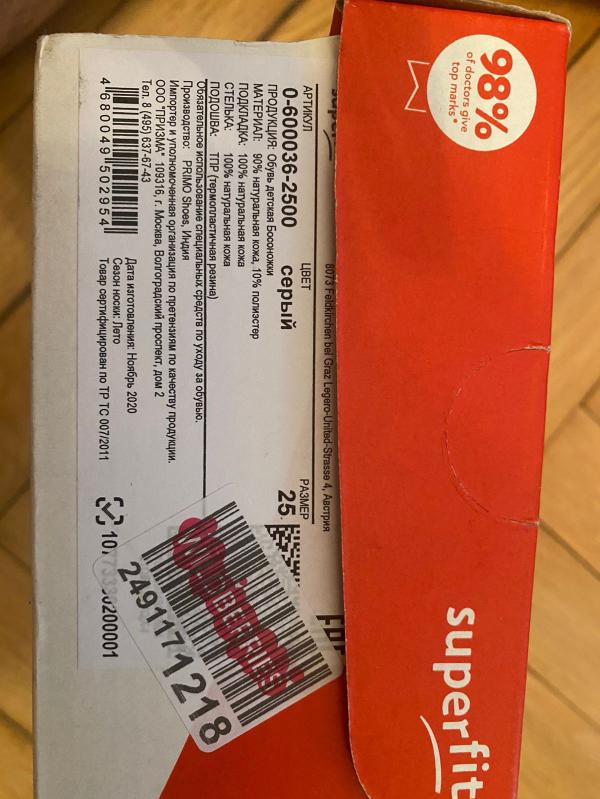 98%
of doctors give
top marks*
superfit
8073 Feldkirchen bei Graz Legero-United-Strasse 4, Австрия
АРТИКУЛ ЦВЕТ РАЗМЕР
0-600036-2500 серый 25
ПРОДУКЦИЯ: Обувь детская Босоножки
МАТЕРИАЛ: 90% натуральная кожа, 10% полиэстер
ПОДКЛАДКА: 100% натуральная кожа
СТЕЛЬКА: 100% натуральная кожа
ПОДОШВА: ТПР (термопластичная резина)
Обязательное использование специальных средств по уходу за обувью.
Производство: PRIMO Shoes, Индия
Импортер и уполномоченная организация по претензиям по качеству продукции.
ООО "ПРИЗМА" 109316, г. Москва, Волгоградский проспект, дом 2
Тел. 8 (495) 637-67-43
Дата изготовления: Ноябрь 2020
Сезон носки: Лето
Товар сертифицирован по ТР ТС 007/2011
4 680049 502954
2491171218